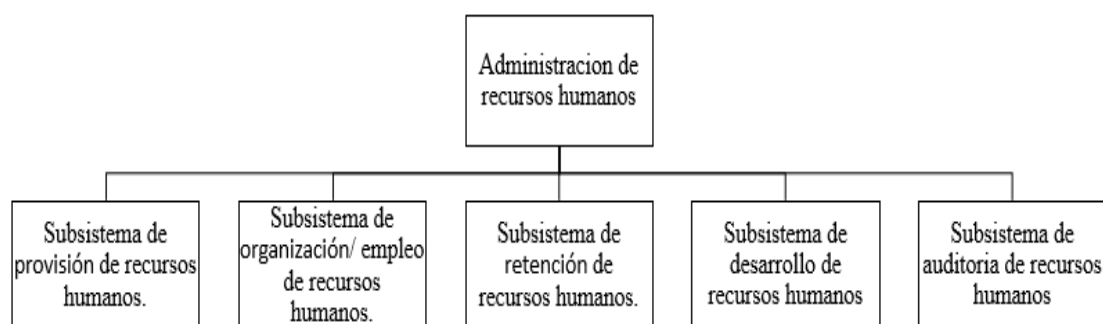 Administracion de
recursos humanos
Subsistema de
provisión de recursos
humanos.
Subsistema de
organización/ empleo
de recursos
humanos.
Subsistema de
retención de
recursos humanos.
Subsistema de
desarrollo de
recursos humanos
Subsistema de
auditoria de recursos
humanos